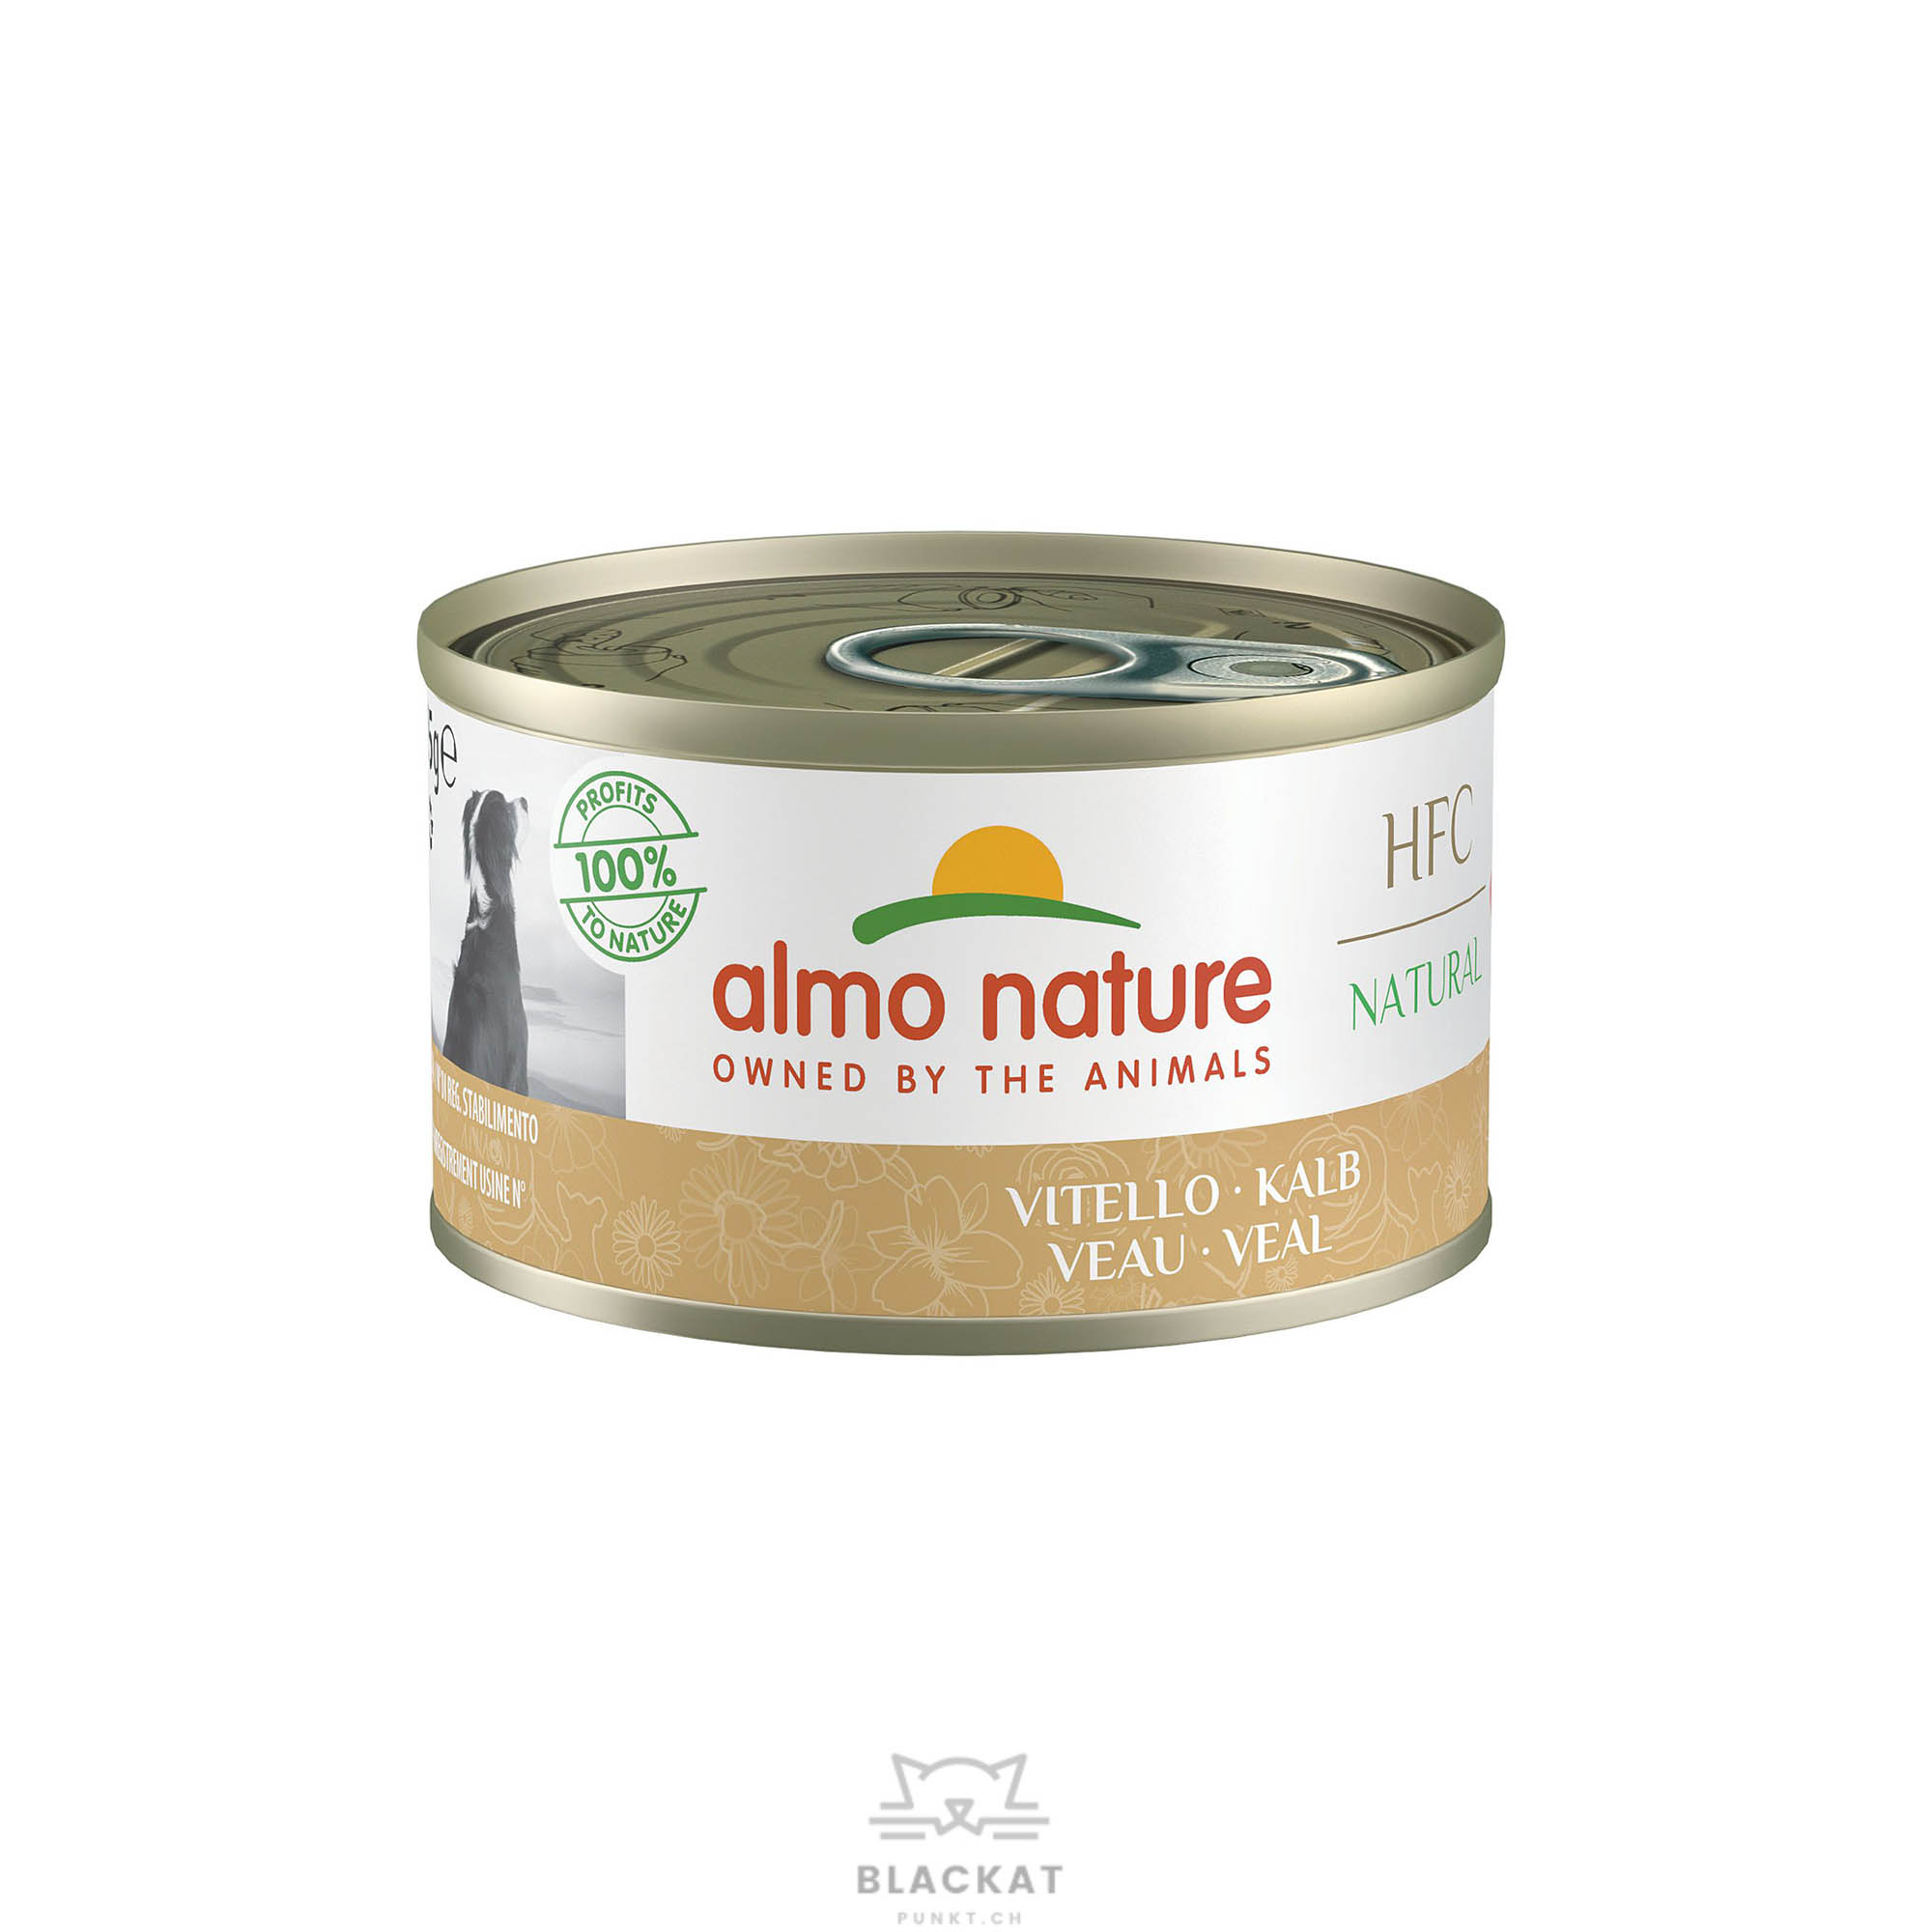 5g e
PROFITS
100%
TO NATURE
almo nature
OWNED BY THE ANIMALS
HFC
NATURAL
N° DI REG. STABILIMENTO
USINE N°
VITELLO · KALB
VEAU · VEAL
BLACKAT
PUNKT.CH